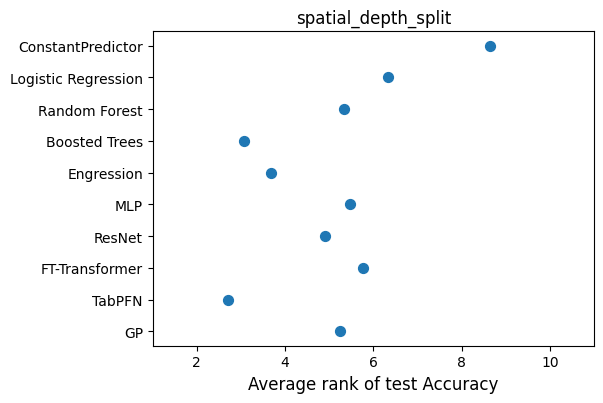 spatial_depth_split
ConstantPredictor
Logistic Regression
Random Forest
Boosted Trees
Engression
MLP
ResNet
FT-Transformer
TabPFN
GP
2 4 6 8 10
Average rank of test Accuracy